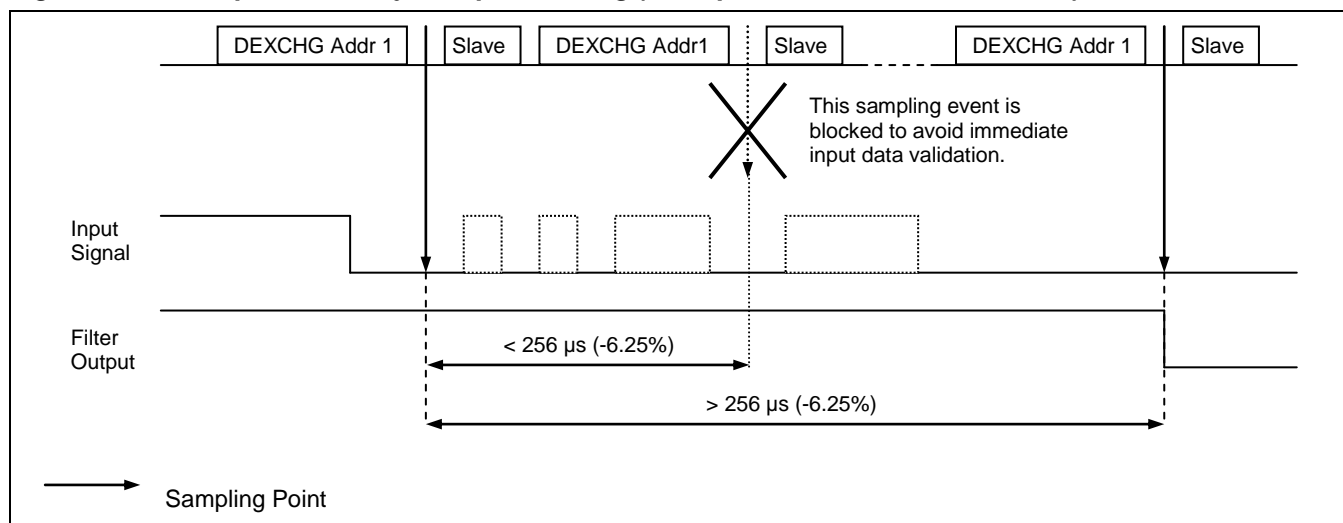 DEXCHG Addr 1
Slave
DEXCHG Addr1
Slave
DEXCHG Addr 1
Slave
This sampling event is
blocked to avoid immediate
input data validation.
Input
Signal
Filter
Output
< 256 µs (-6.25%)
> 256 µs (-6.25%)
Sampling Point